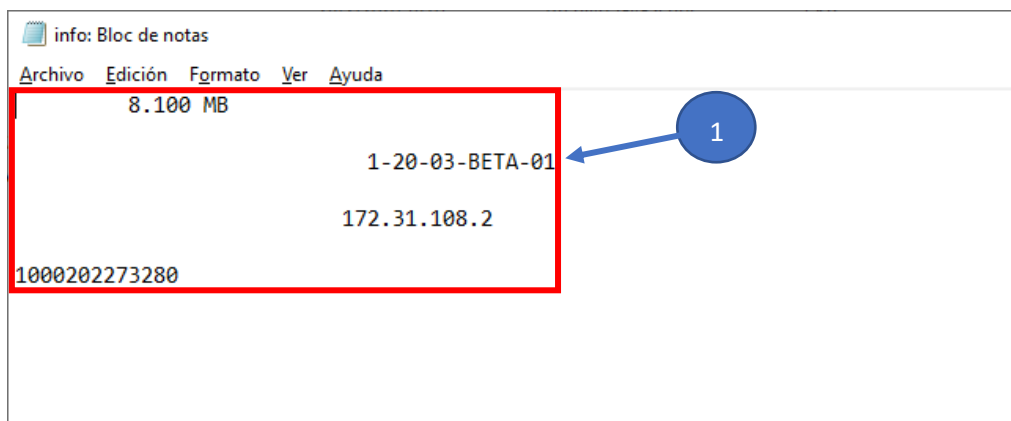 info: Bloc de notas
Archivo Edición Formato Ver Ayuda
8.100 MB
1
1-20-03-BETA-01
172.31.108.2
1000202273280